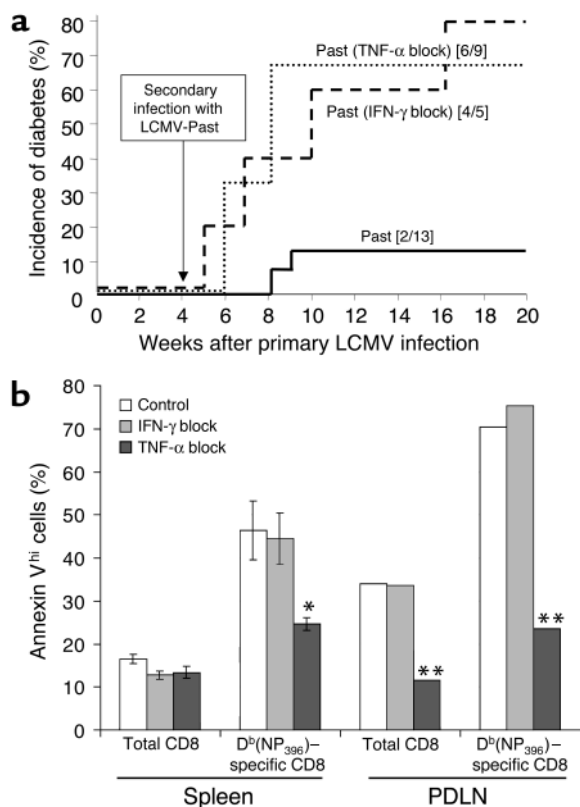 a
Incidence of diabetes (%)
80
70
60
50
40
30
20
10
0
Secondary
infection with
LCMV-Past
Past (TNF-α block) [6/9]
Past (IFN-γ block) [4/5]
Past [2/13]
0 2 4 6 8 10 12 14 16 18 20
Weeks after primary LCMV infection
b
Annexin Vhi cells (%)
80
70
60
50
40
30
20
10
0
Control
IFN-γ block
TNF-α block
*
**
**
Total CD8
Db(NP396)–
specific CD8
Total CD8
Db(NP396)–
specific CD8
Spleen
PDLN